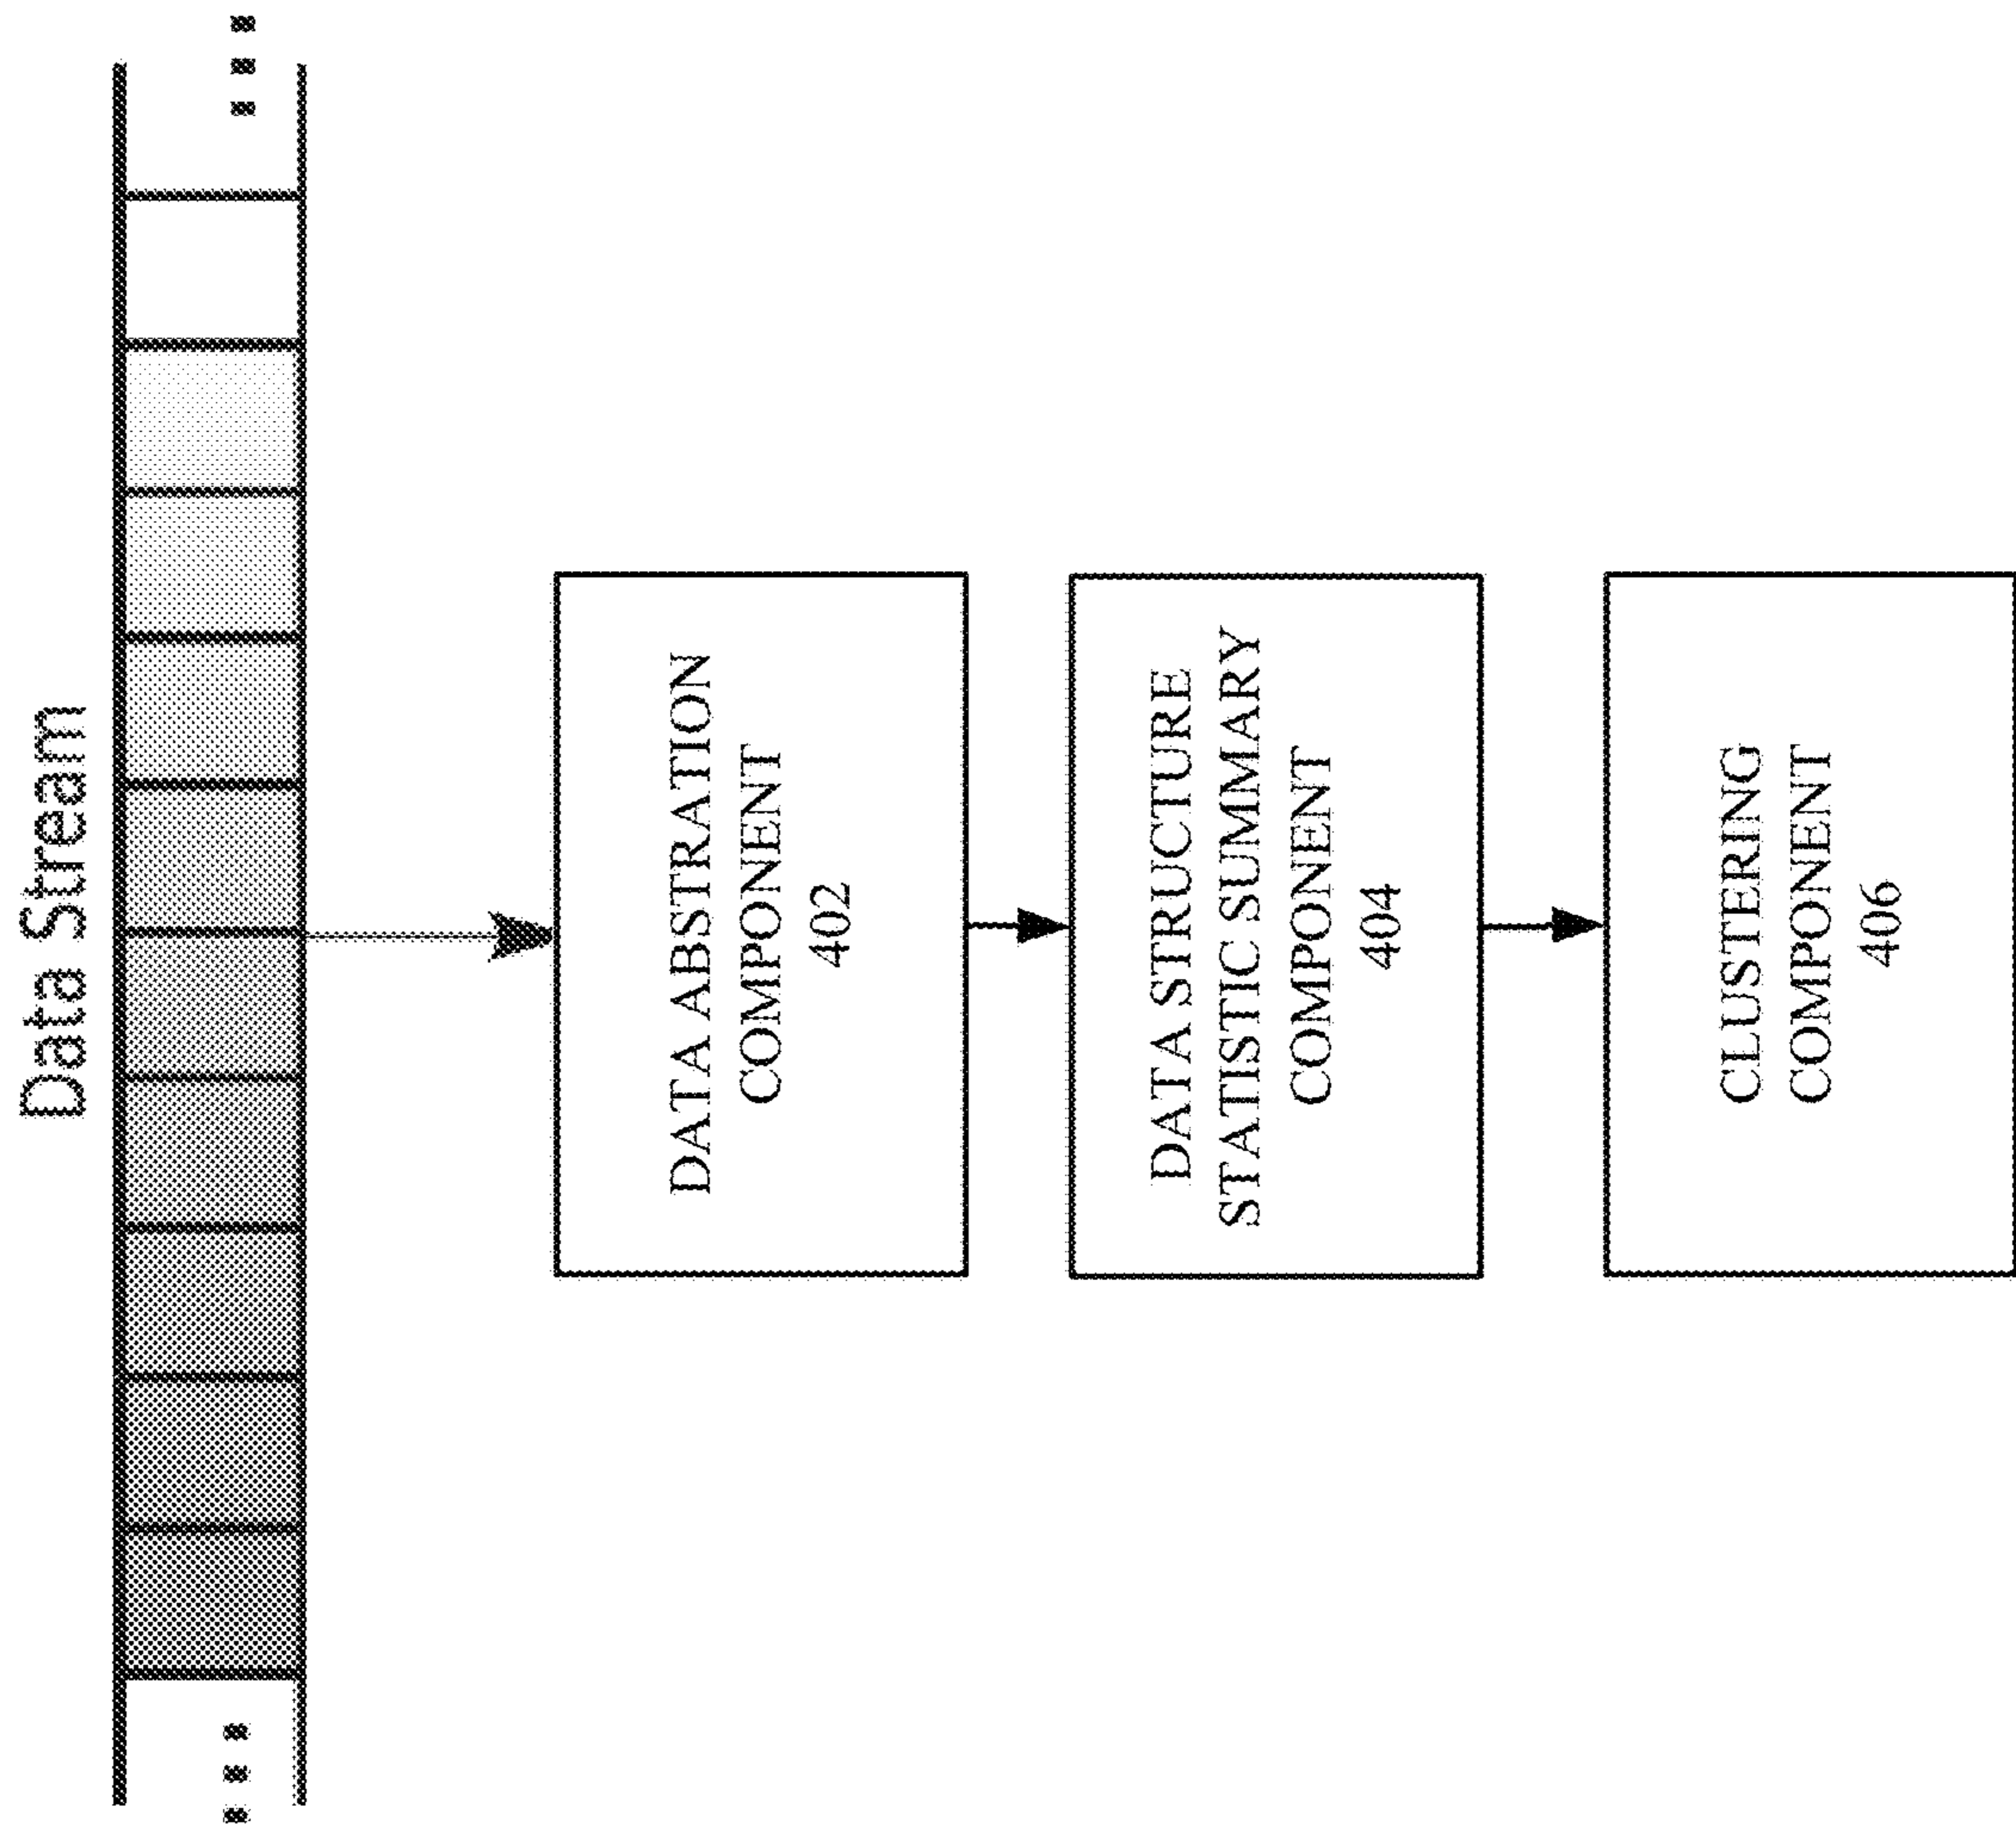 Data Stream
DATA ABSTRATION
COMPONENT
402
DATA STRUCTURE
STATISTIC SUMMARY
COMPONENT
404
CLUSTERING
COMPONENT
406